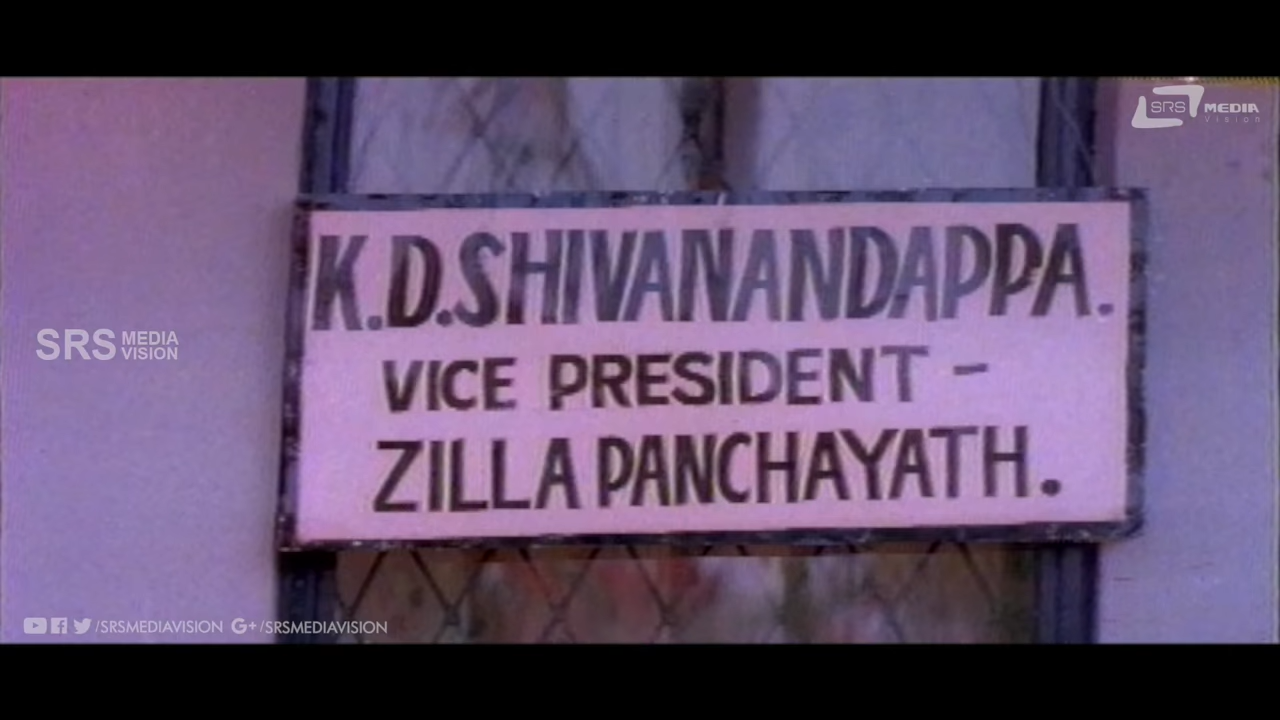 SRS MEDIA
Vision
K.D.SHIVANANDAPPA.
VICE PRESIDENT -
ZILLA PANCHAYATH.
SRS MEDIA
VISION
/SRSMEDIAVISION G+/SRSMEDIAVISION